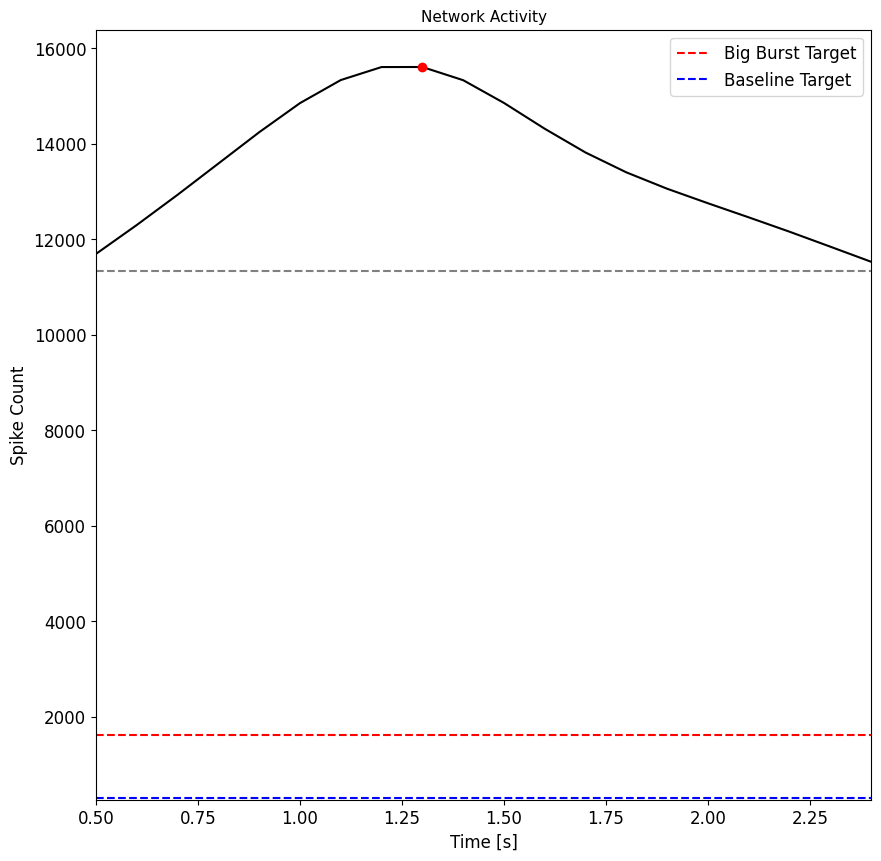 Network Activity
Big Burst Target
Baseline Target
16000
14000
12000
10000
8000
6000
4000
2000
Spike Count
0.50 0.75 1.00 1.25 1.50 1.75 2.00 2.25
Time [s]